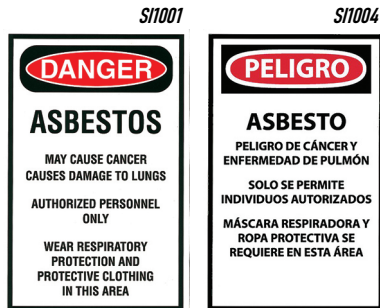 SI1001
DANGER
ASBESTOS
MAY CAUSE CANCER
CAUSES DAMAGE TO LUNGS
AUTHORIZED PERSONNEL
ONLY
WEAR RESPIRATORY
PROTECTION AND
PROTECTIVE CLOTHING
IN THIS AREA
SI1004
PELIGRO
ASBESTO
PELIGRO DE CÁNCER Y
ENFERMEDAD DE PULMÓN
SOLO SE PERMITE
INDIVIDUOS AUTORIZADOS
MÁSCARA RESPIRADORA Y
ROPA PROTECTIVA SE
REQUIERE EN ESTA ÁREA